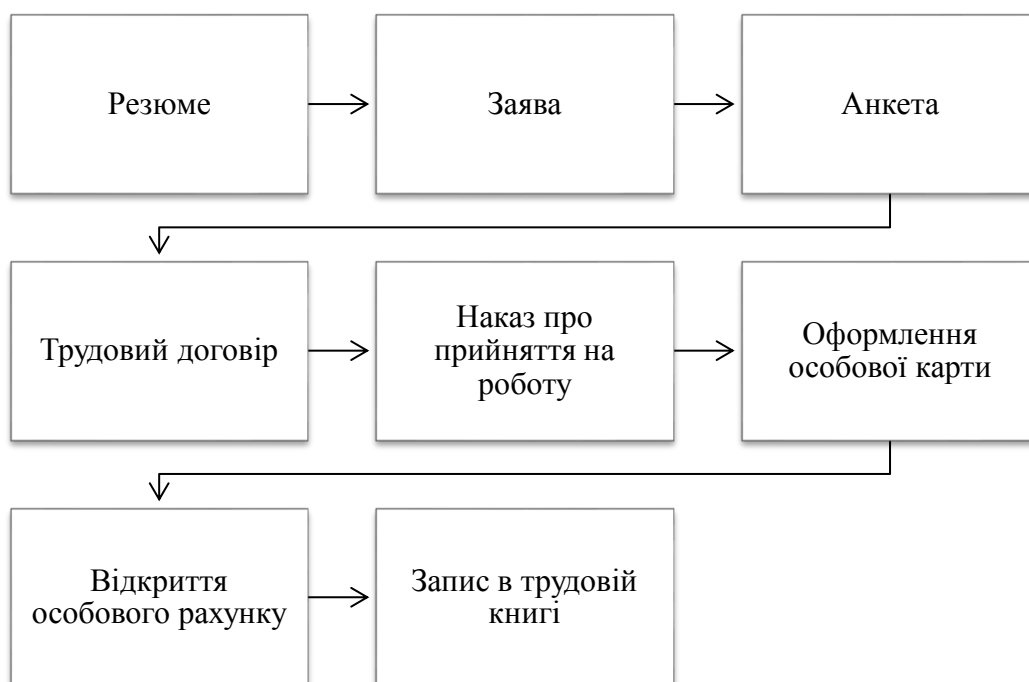 Резюме
Заява
Анкета
Трудовий договір
Наказ про
прийняття на
роботу
Оформлення
особової карти
Відкриття
особового рахунку
Запис в трудовій
книгі